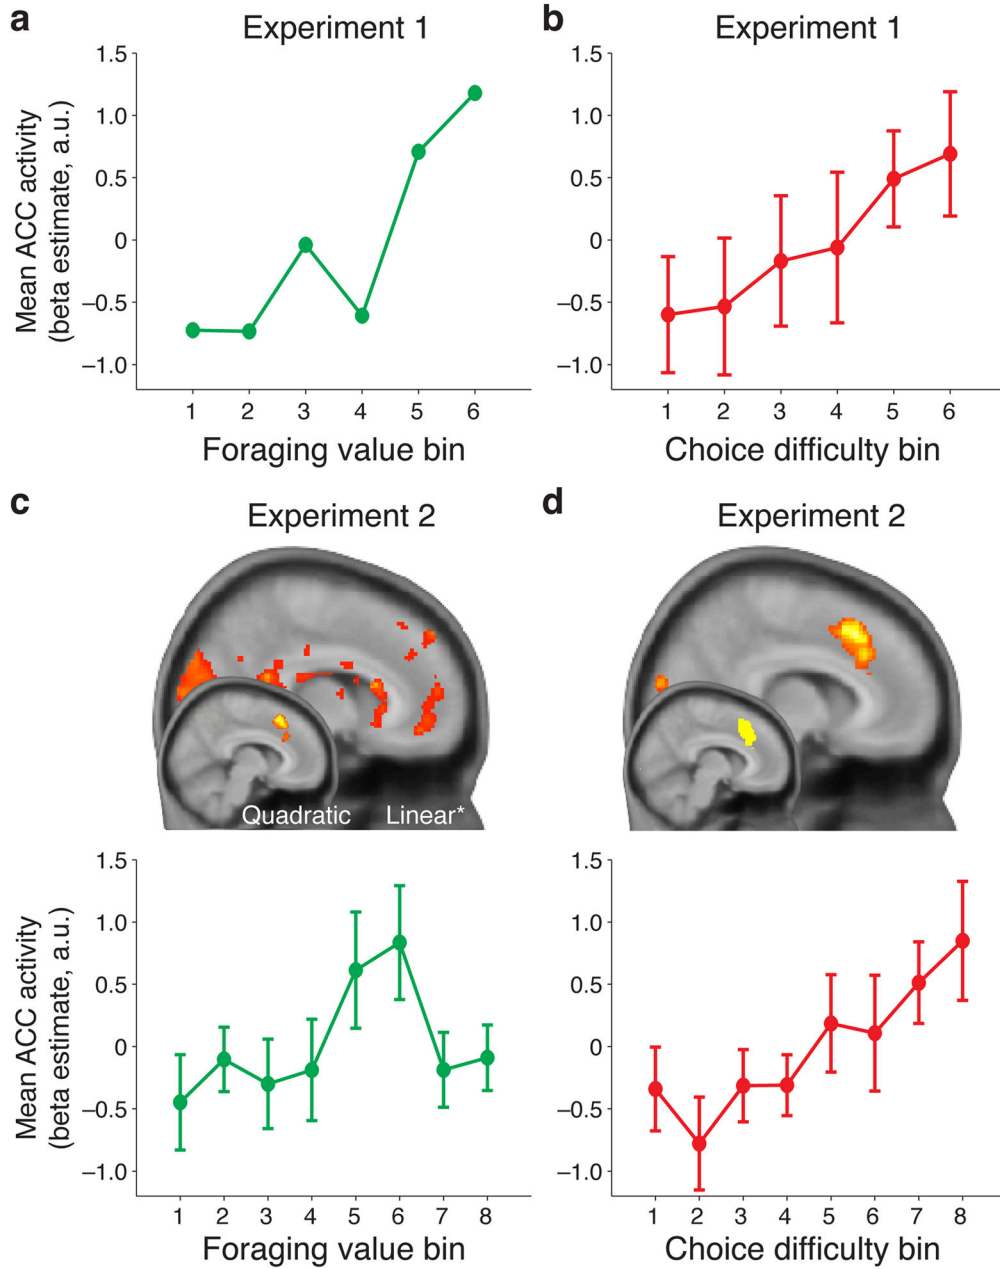 a
Experiment 1
Mean ACC activity
(beta estimate, a.u.)
1.5
1.0
0.5
0
–0.5
–1.0
1 2 3 4 5 6
Foraging value bin
b
Experiment 1
1.5
1.0
0.5
0
–0.5
–1.0
1 2 3 4 5 6
Choice difficulty bin
c
Experiment 2
Quadratic Linear*
Mean ACC activity
(beta estimate, a.u.)
1.5
1.0
0.5
0
–0.5
–1.0
1 2 3 4 5 6 7 8
Foraging value bin
d
Experiment 2
1.5
1.0
0.5
0
–0.5
–1.0
1 2 3 4 5 6 7 8
Choice difficulty bin